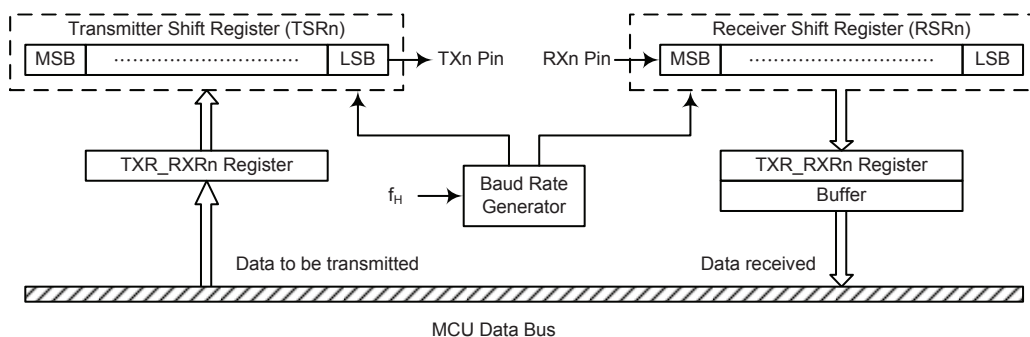 Transmitter Shift Register (TSRn)
MSB ………………………… LSB
TXn Pin
Receiver Shift Register (RSRn)
RXn Pin
MSB ………………………… LSB
TXR_RXRn Register
Baud Rate
Generator
fH
TXR_RXRn Register
Buffer
Data to be transmitted
Data received
MCU Data Bus